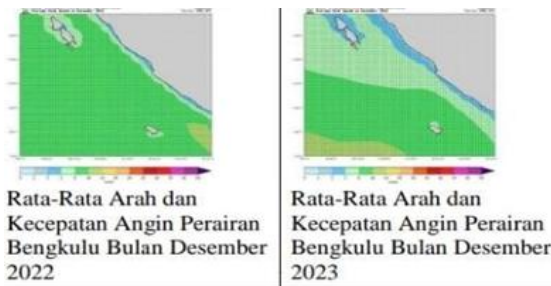 Rata-Rata Arah dan
Kecepatan Angin Perairan
Bengkulu Bulan Desember
2022
Rata-Rata Arah dan
Kecepatan Angin Perairan
Bengkulu Bulan Desember
2023